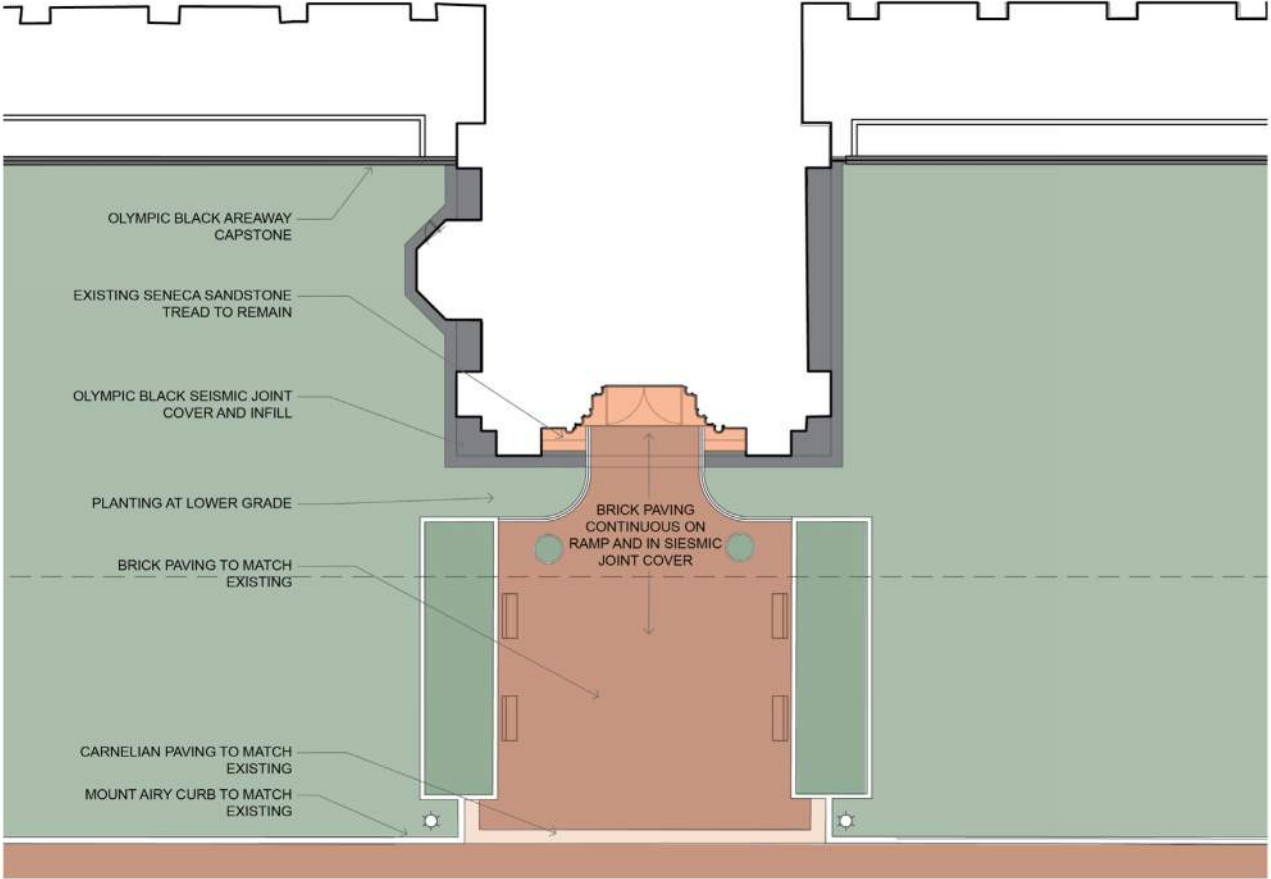 OLYMPIC BLACK AREAWAY
CAPSTONE
EXISTING SENECA SANDSTONE
TREAD TO REMAIN
OLYMPIC BLACK SEISMIC JOINT
COVER AND INFILL
PLANTING AT LOWER GRADE
BRICK PAVING
CONTINUOUS ON
RAMP AND IN SIESMIC
JOINT COVER
BRICK PAVING TO MATCH
EXISTING
CARNELIAN PAVING TO MATCH
EXISTING
MOUNT AIRY CURB TO MATCH
EXISTING